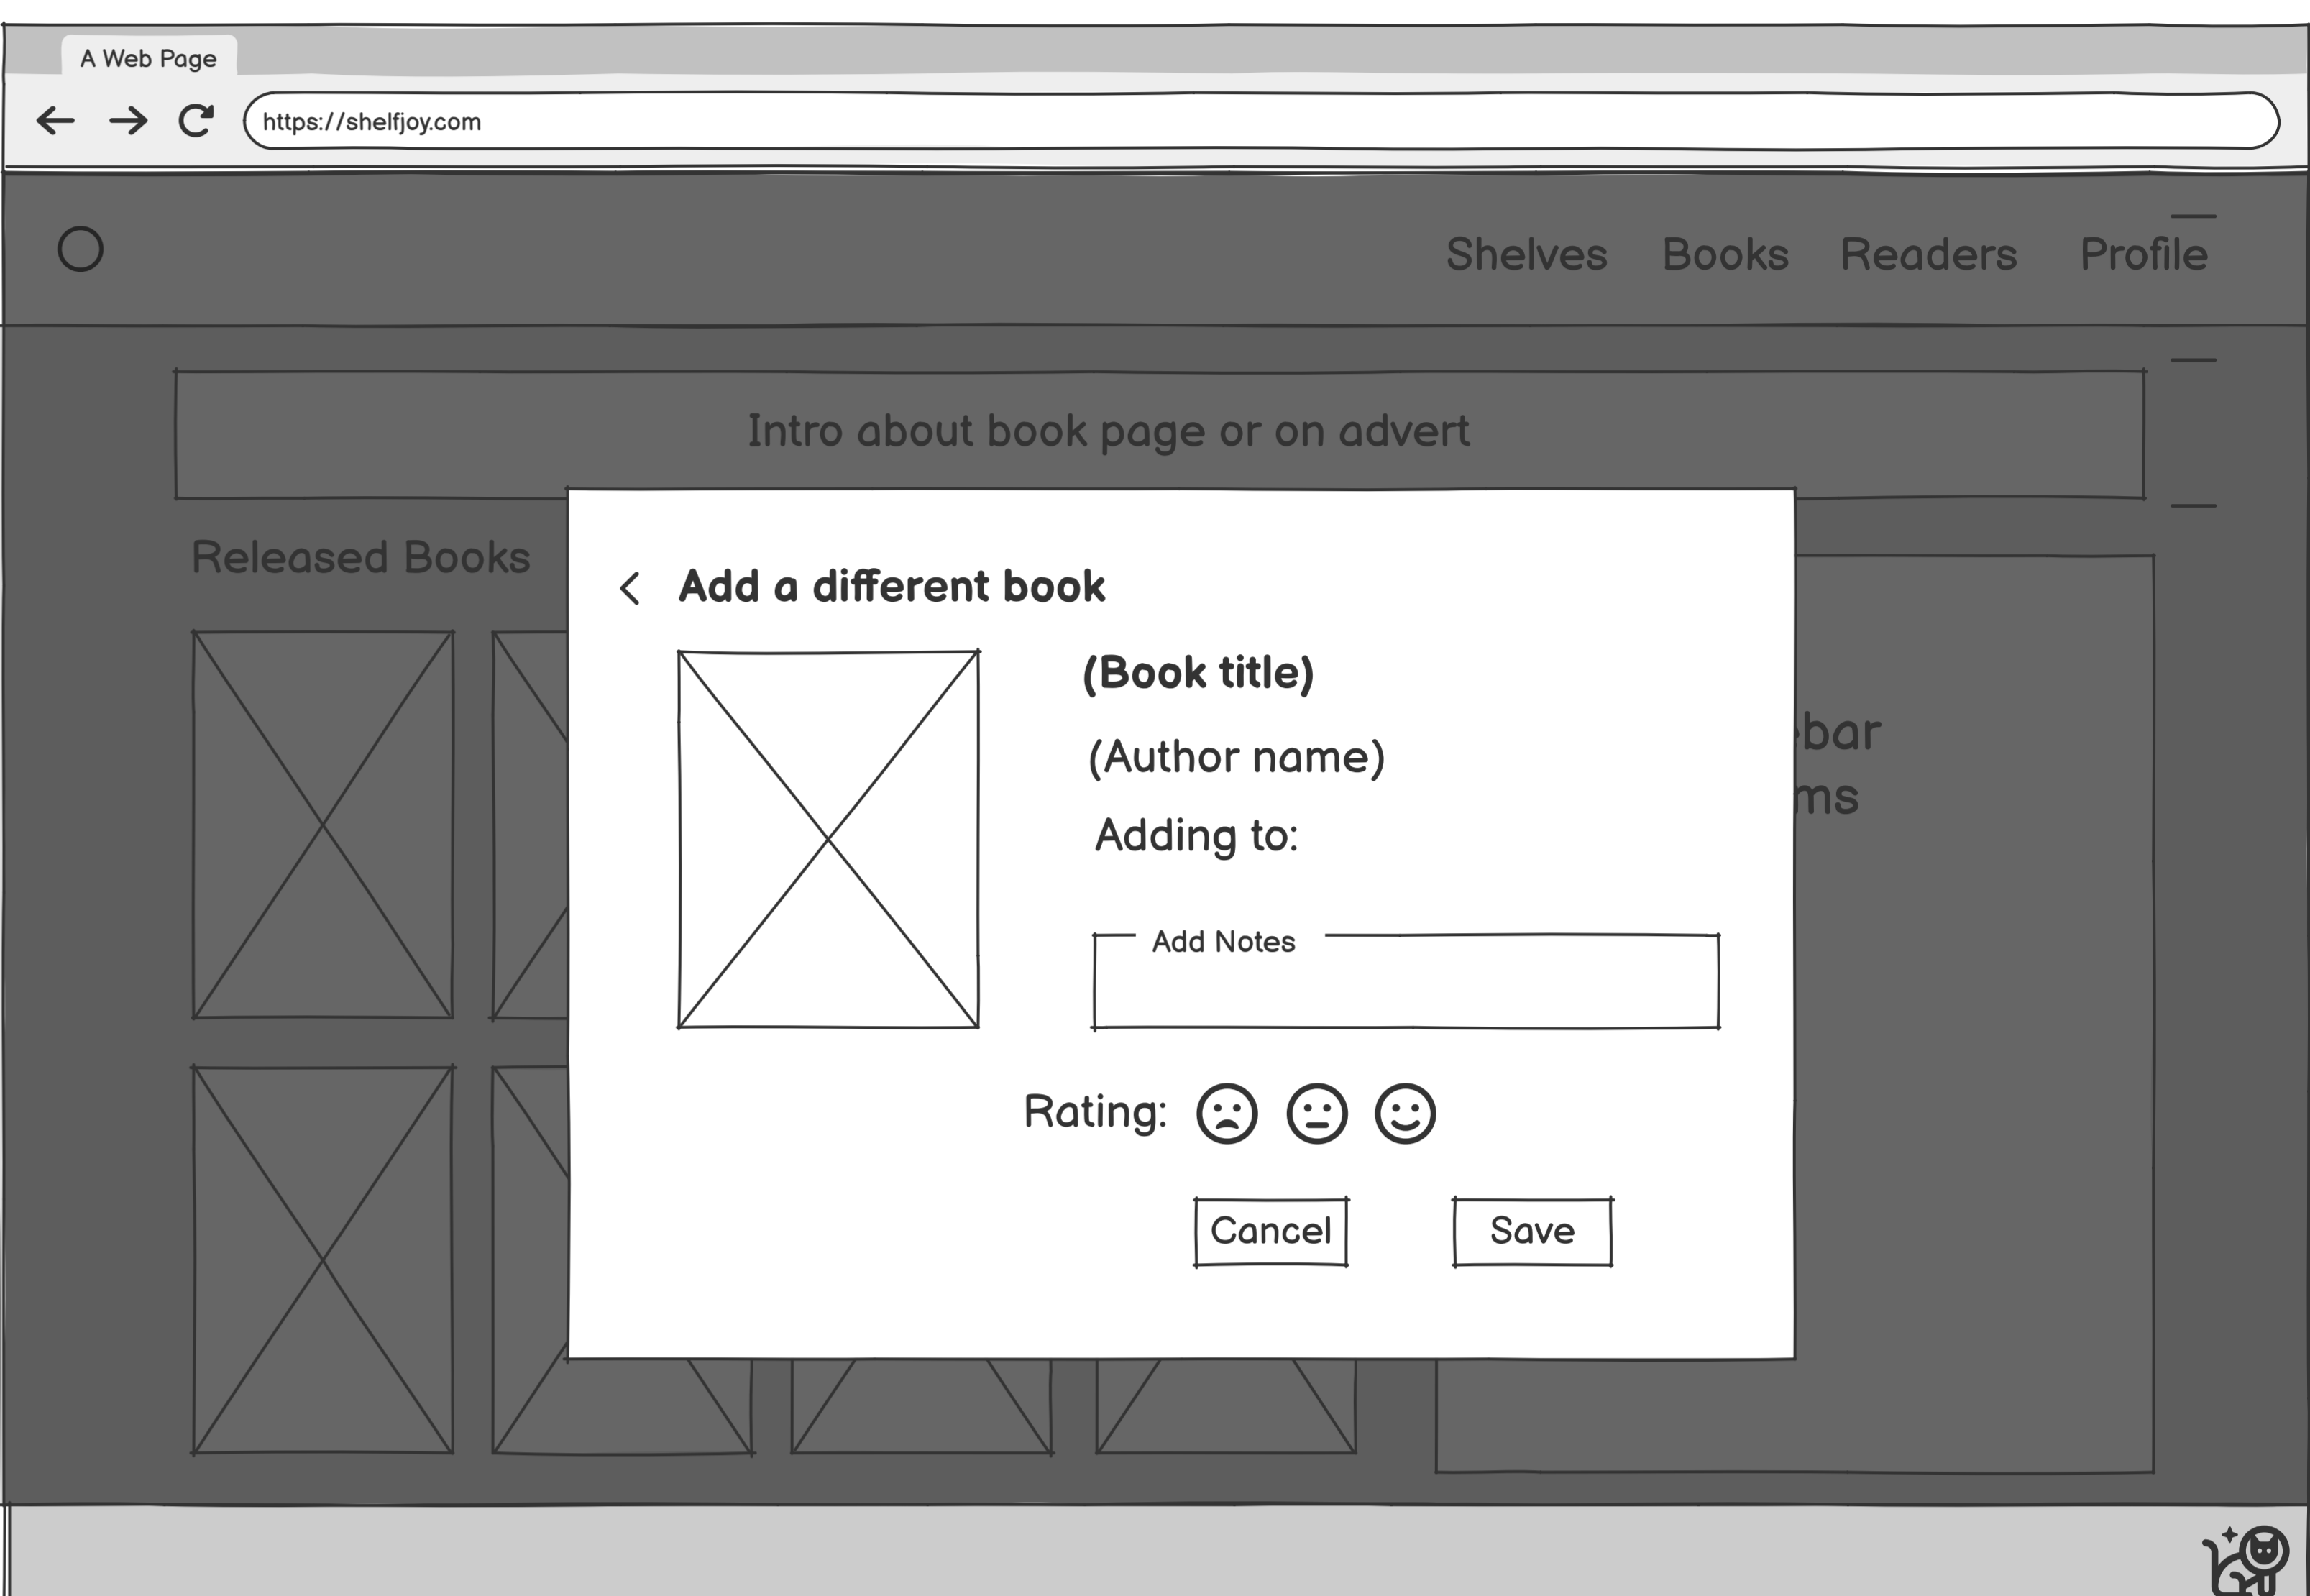 A Web Page
https://shelfjoy.com
Shelves Books Readers Profile
Intro about book page or on advert
Released Books
Add a different book
(Book title)
(Author name)
Adding to:
Add Notes
Rating:
Cancel Save